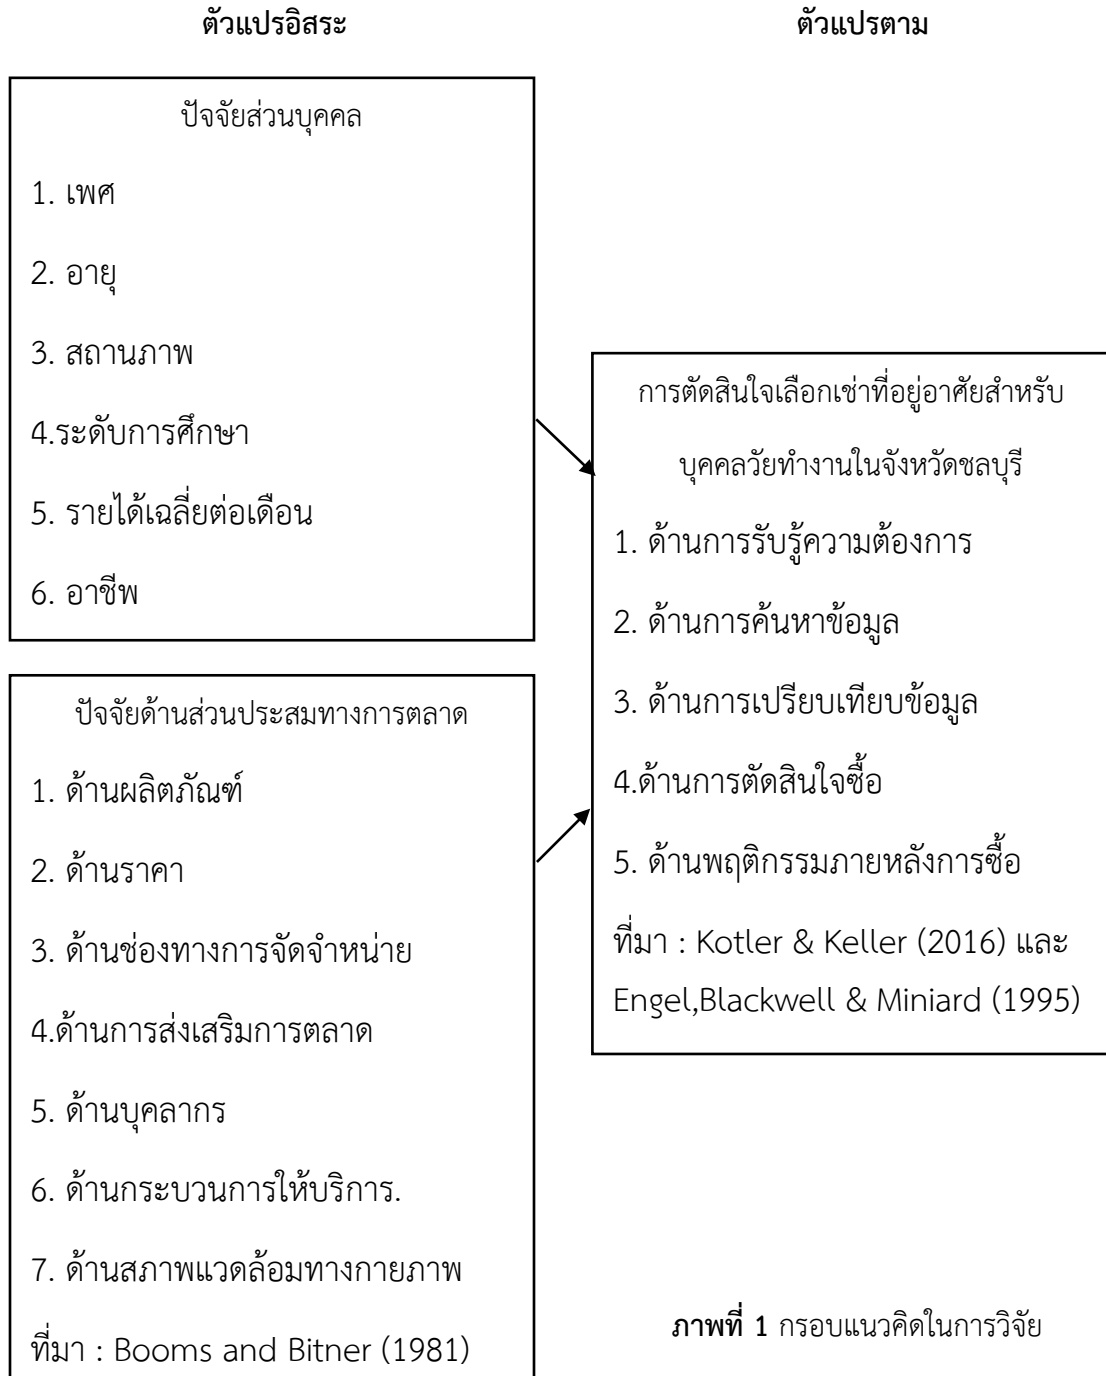 ตัวแปรอิสระ
ตัวแปรตาม
ปัจจัยส่วนบุคคล
1. เพศ
2. อายุ
3. สถานภาพ
4.ระดับการศึกษา
5. รายได้เฉลี่ยต่อเดือน
6. อาชีพ
ปัจจัยด้านส่วนประสมทางการตลาด
1. ด้านผลิตภัณฑ์
2. ด้านราคา
3. ด้านช่องทางการจัดจำหน่าย
4.ด้านการส่งเสริมการตลาด
5. ด้านบุคลากร
6. ด้านกระบวนการให้บริการ.
7. ด้านสภาพแวดล้อมทางกายภาพ
ที่มา : Booms and Bitner (1981)
การตัดสินใจเลือกเช่าที่อยู่อาศัยสำหรับ
บุคคลวัยทำงานในจังหวัดชลบุรี
1. ด้านการรับรู้ความต้องการ
2. ด้านการค้นหาข้อมูล
3. ด้านการเปรียบเทียบข้อมูล
4.ด้านการตัดสินใจซื้อ
5. ด้านพฤติกรรมภายหลังการซื้อ
ที่มา : Kotler & Keller (2016) และ
Engel,Blackwell & Miniard (1995)
ภาพที่ 1 กรอบแนวคิดในการวิจัย